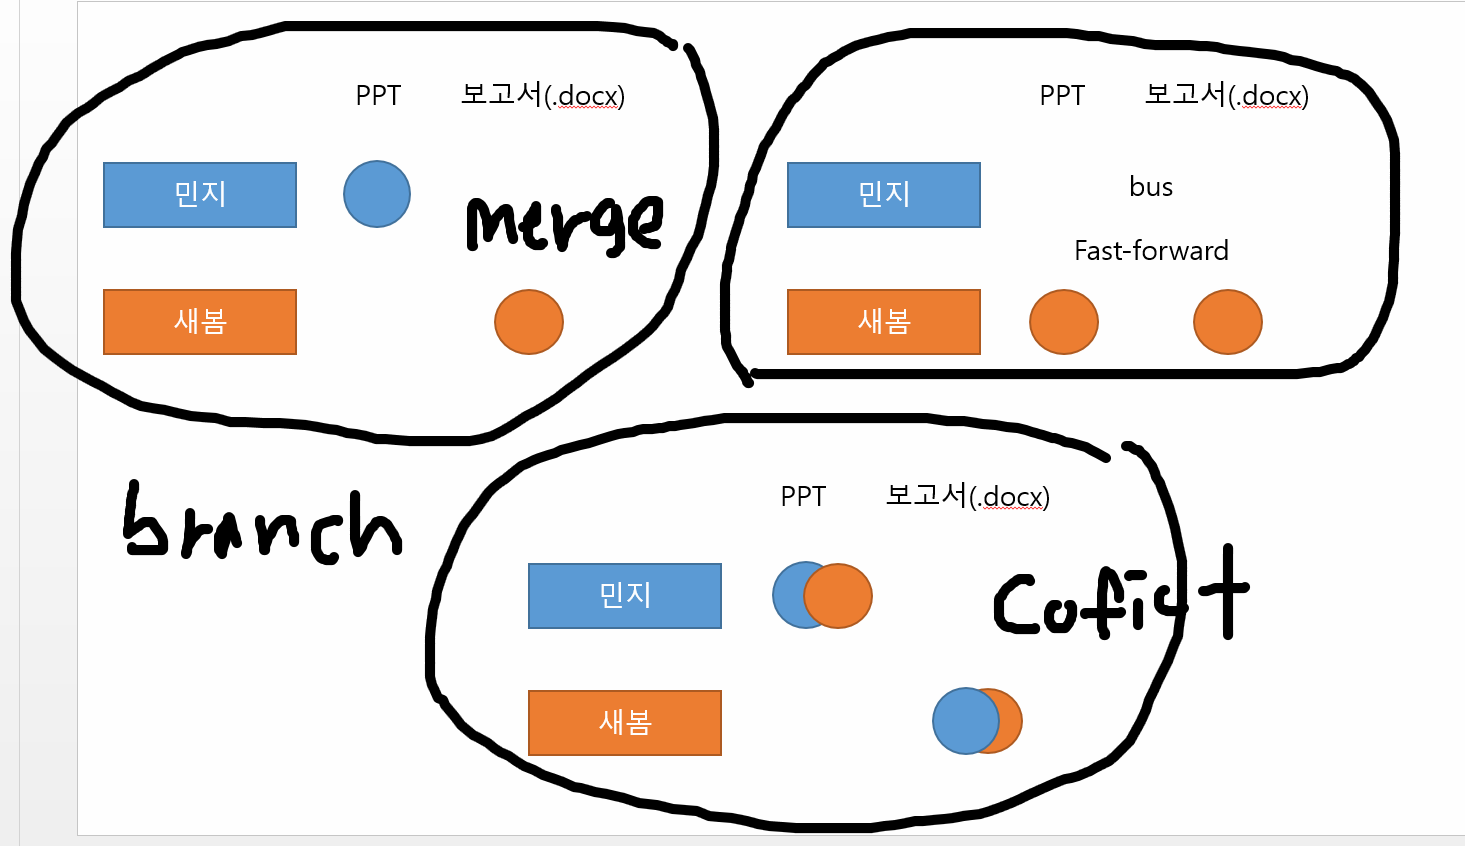 PPT 보고서(.docx)
민지
merge
새봄
PPT 보고서(.docx)
민지
bus
Fast-forward
새봄
branch
PPT 보고서(.docx)
민지
Cofict
새봄